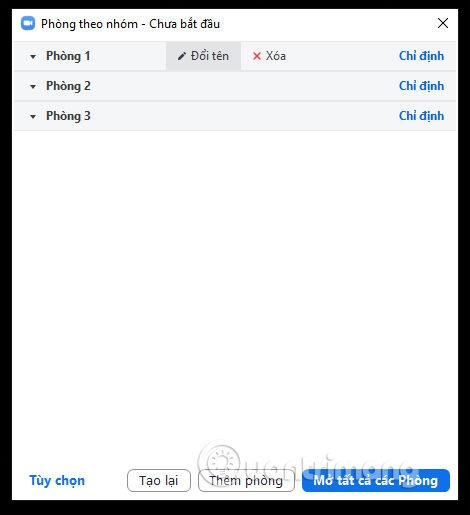 Phòng theo nhóm - Chưa bắt đầu
Phòng 1 Đổi tên Xóa Chỉ định
Phòng 2 Chỉ định
Phòng 3 Chỉ định
Quantrimang
Tùy chọn Tạo lại Thêm phòng Mở tất cả các Phòng